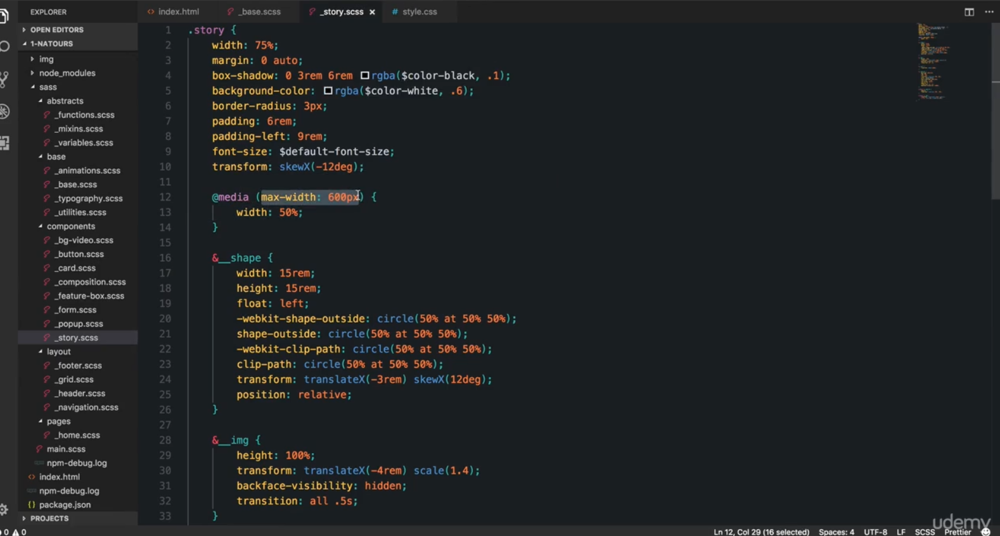 EXPLORER
OPEN EDITORS
1-NATOURS
img
node_modules
sass
abstracts
_functions.scss
_mixins.scss
_variables.scss
base
_animations.scss
_base.scss
_typography.scss
_utilities.scss
components
_bg-video.scss
_button.scss
_card.scss
_composition.scss
_feature-box.scss
_form.scss
_popup.scss
_story.scss
layout
_footer.scss
_grid.scss
_header.scss
_navigation.scss
pages
_home.scss
main.scss
npm-debug.log
index.html
npm-debug.log
package.json
PROJECTS
index.html _base.scss _story.scss × # style.css
1 .story {
2 width: 75%;
3 margin: 0 auto;
4 box-shadow: 0 3rem 6rem rgba($color-black, .1);
5 background-color: rgba($color-white, .6);
6 border-radius: 3px;
7 padding: 6rem;
8 padding-left: 9rem;
9 font-size: $default-font-size;
10 transform: skewX(-12deg);
11
12 @media (max-width: 600px) {
13 width: 50%;
14 }
15
16 &__shape {
17 width: 15rem;
18 height: 15rem;
19 float: left;
20 -webkit-shape-outside: circle(50% at 50% 50%);
21 shape-outside: circle(50% at 50% 50%);
22 -webkit-clip-path: circle(50% at 50% 50%);
23 clip-path: circle(50% at 50% 50%);
24 transform: translateX(-3rem) skewX(12deg);
25 position: relative;
26 }
27
28 &__img {
29 height: 100%;
30 transform: translateX(-4rem) scale(1.4);
31 backface-visibility: hidden;
32 transition: all .5s;
33 }
udemy
0 0 Ln 12, Col 29 (16 selected) Spaces: 4 UTF-8 LF SCSS Prettier